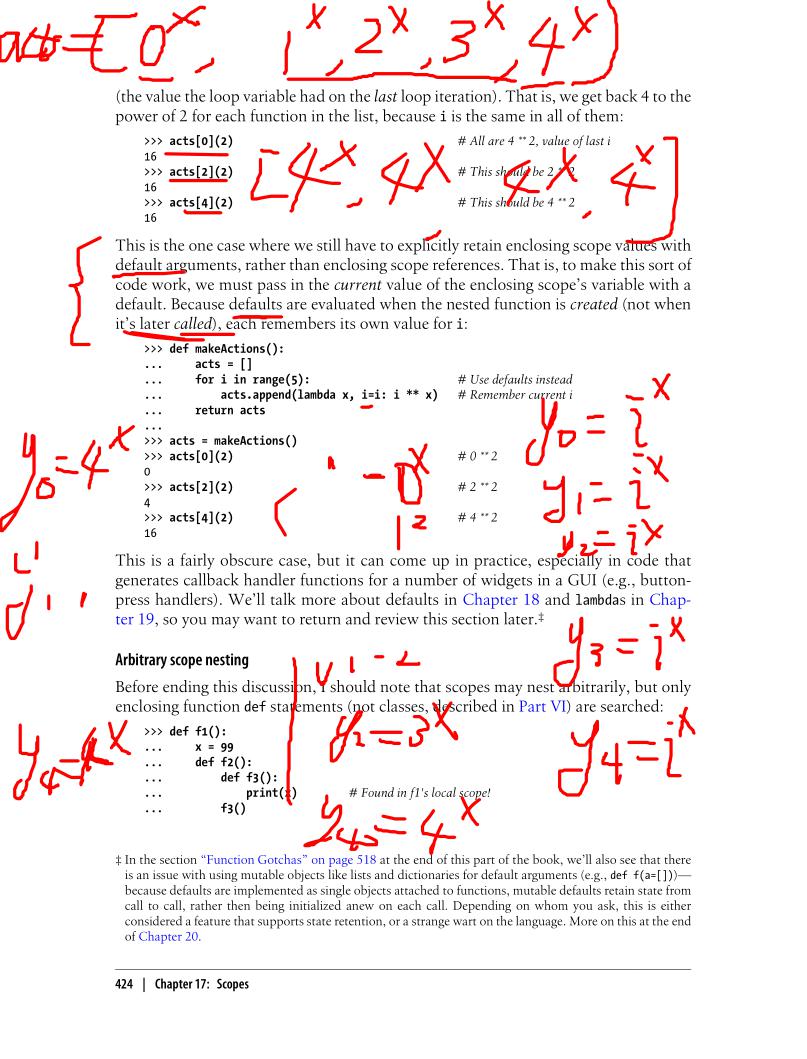 acts = [ 0^x, 1^x, 2^x, 3^x, 4^x ]
(the value the loop variable had on the last loop iteration). That is, we get back 4 to the
power of 2 for each function in the list, because i is the same in all of them:
>>> acts[0](2) # All are 4 ** 2, value of last i
16
>>> acts[2](2) # This should be 2 ** 2
16
>>> acts[4](2) # This should be 4 ** 2
16
[ 4^x, 4^x 4^x, 4^x ]
This is the one case where we still have to explicitly retain enclosing scope values with
default arguments, rather than enclosing scope references. That is, to make this sort of
code work, we must pass in the current value of the enclosing scope’s variable with a
default. Because defaults are evaluated when the nested function is created (not when
it’s later called), each remembers its own value for i:
>>> def makeActions():
... acts = []
... for i in range(5): # Use defaults instead
... acts.append(lambda x, i=i: i ** x) # Remember current i
... return acts
...
>>> acts = makeActions()
>>> acts[0](2) # 0 ** 2
0
>>> acts[2](2) # 2 ** 2
4
>>> acts[4](2) # 4 ** 2
16
y0 = 4^x
0^x
1^2
y0 = i^x
y1 = i^x
y2 = i^x
This is a fairly obscure case, but it can come up in practice, especially in code that
generates callback handler functions for a number of widgets in a GUI (e.g., button-
press handlers). We’ll talk more about defaults in Chapter 18 and lambdas in Chap-
ter 19, so you may want to return and review this section later.‡
y3 = i^x
Arbitrary scope nesting
Before ending this discussion, I should note that scopes may nest arbitrarily, but only
enclosing function def statements (not classes, described in Part VI) are searched:
>>> def f1():
... x = 99
... def f2():
... def f3():
... print(x) # Found in f1's local scope!
... f3()
y2 = 3^x
y4 = i^x
= 4^x
‡ In the section “Function Gotchas” on page 518 at the end of this part of the book, we’ll also see that there
is an issue with using mutable objects like lists and dictionaries for default arguments (e.g., def f(a=[]))—
because defaults are implemented as single objects attached to functions, mutable defaults retain state from
call to call, rather then being initialized anew on each call. Depending on whom you ask, this is either
considered a feature that supports state retention, or a strange wart on the language. More on this at the end
of Chapter 20.
424 | Chapter 17: Scopes